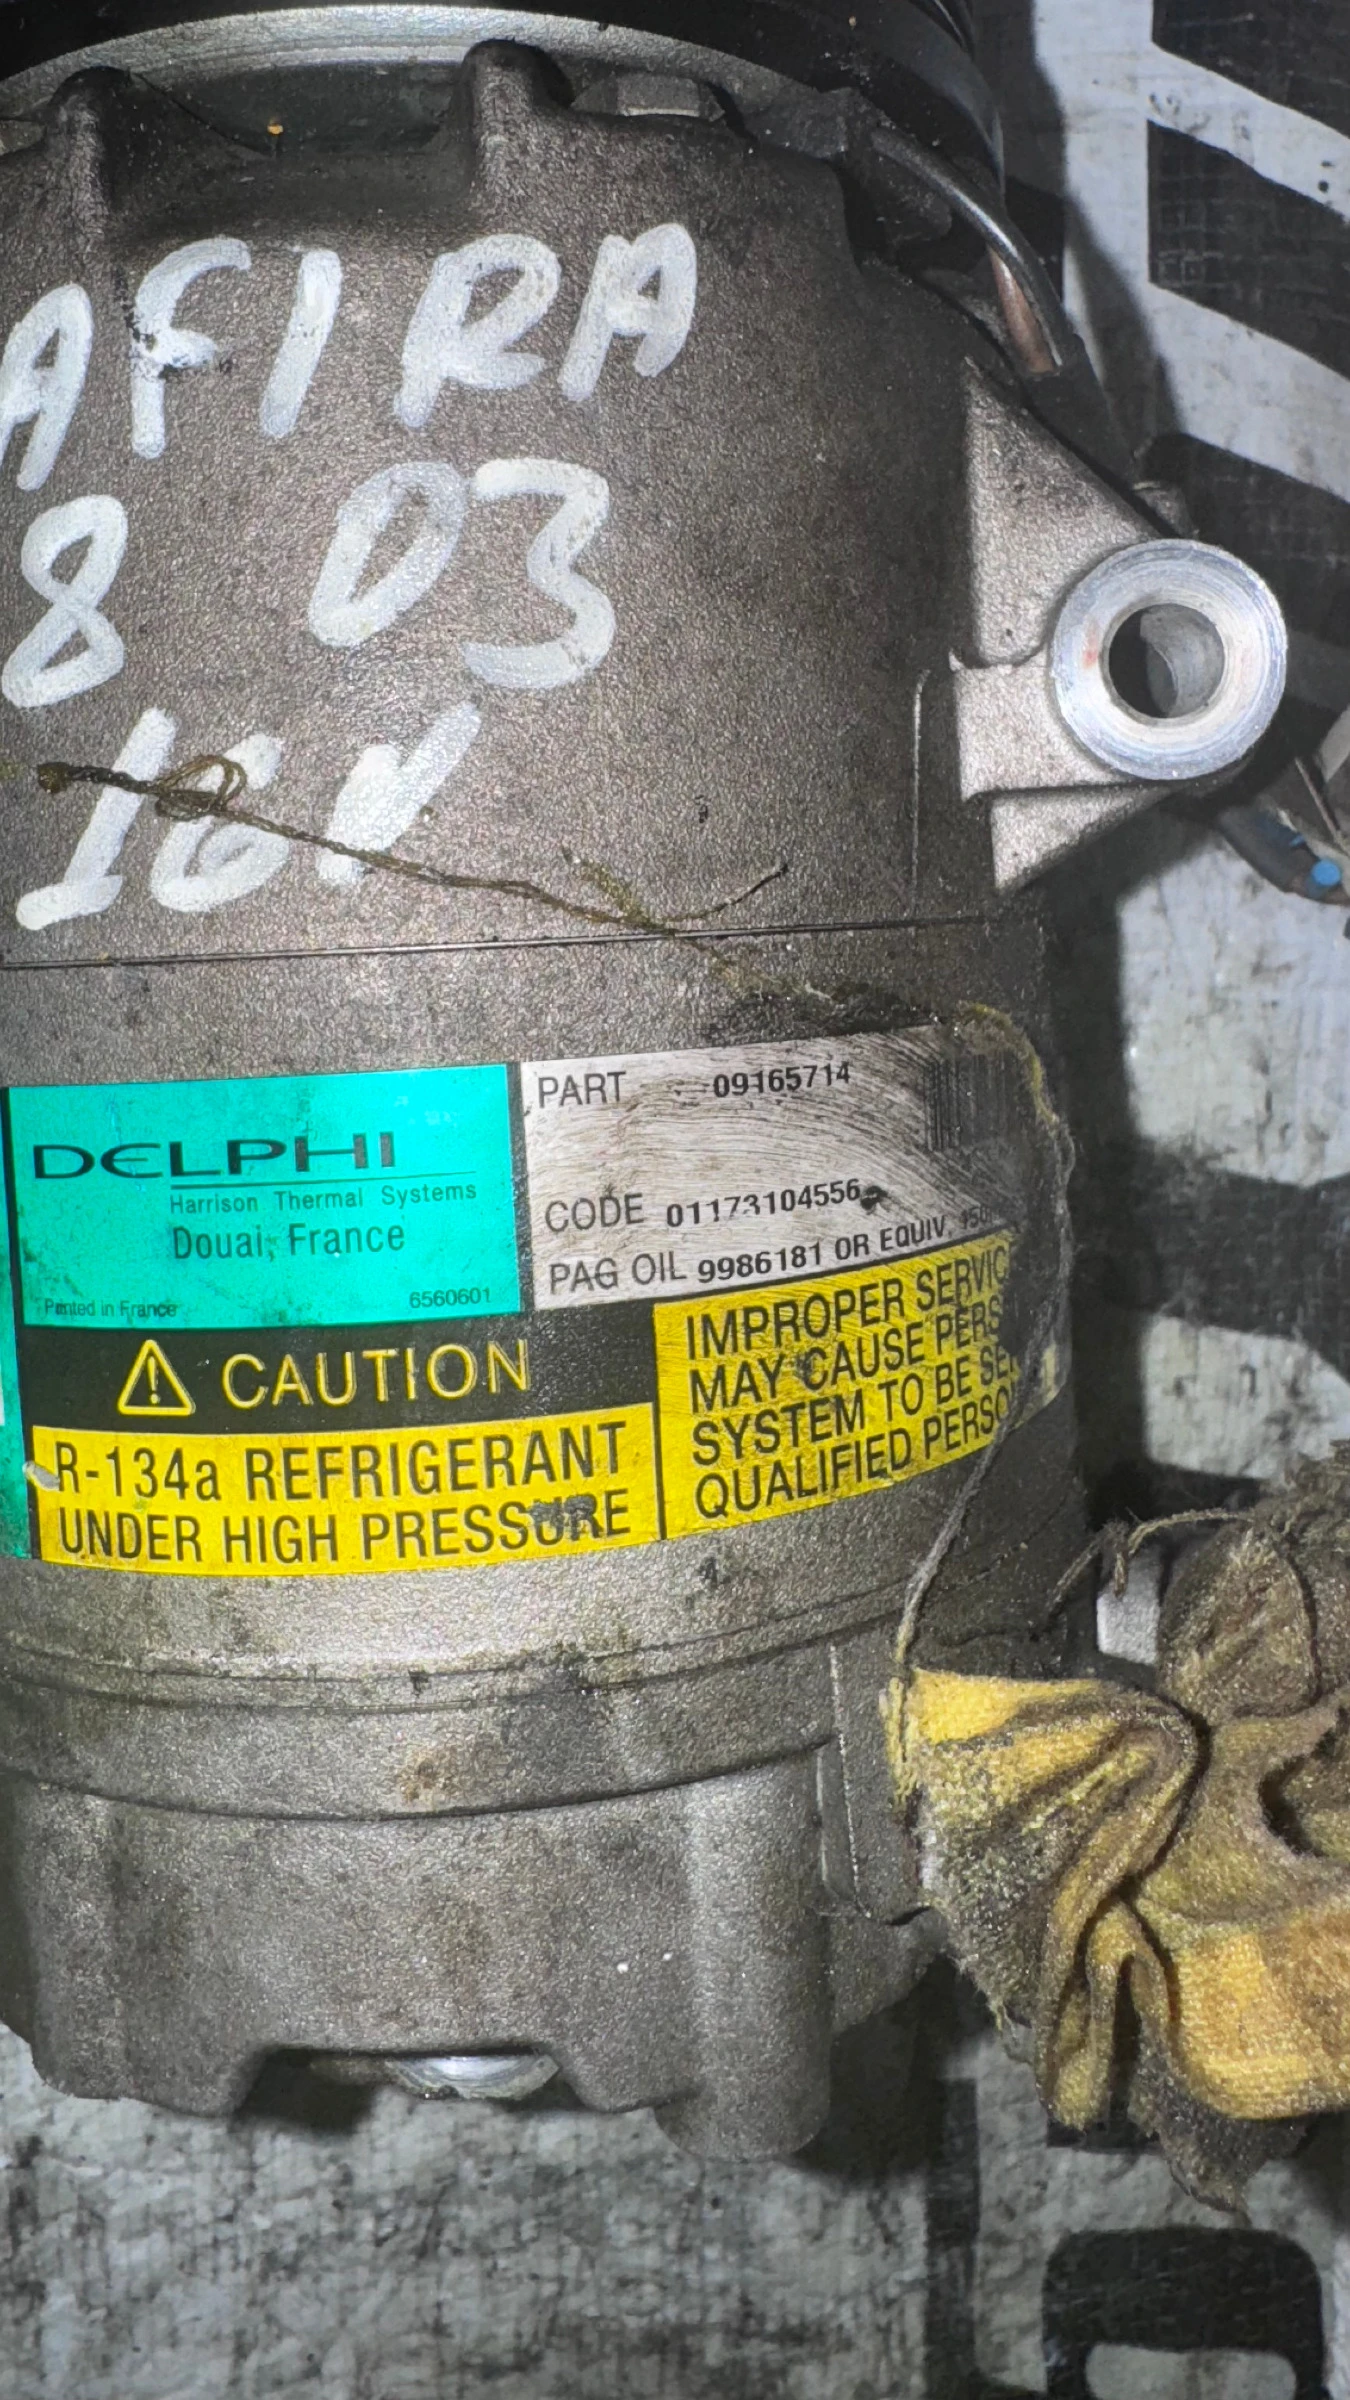 AFIRA
8 03
16V
DELPHI
Harrison Thermal Systems
Douai, France
Printed in France 6560601
PART 09165714
CODE 01173104556
PAG OIL 9986181 OR EQUIV.
CAUTION
R-134a REFRIGERANT
UNDER HIGH PRESSURE
IMPROPER SERVIC
MAY CAUSE PERS
SYSTEM TO BE SE
QUALIFIED PERSO